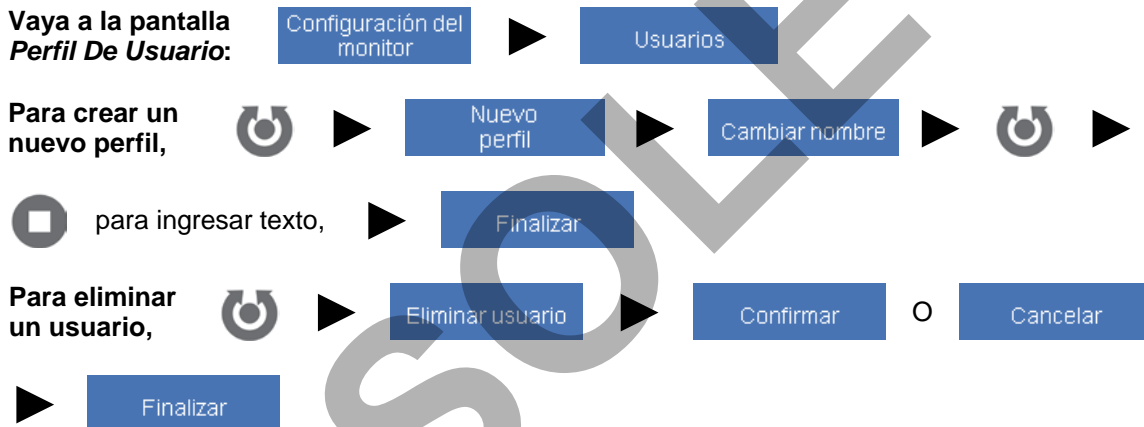 Vaya a la pantalla
Perfil De Usuario:
Configuración del
monitor
Usuarios
Para crear un
nuevo perfil,
Nuevo
perfil
Cambiar nombre
para ingresar texto,
Finalizar
Para eliminar
un usuario,
Eliminar usuario
Confirmar
O
Cancelar
Finalizar
SOLE